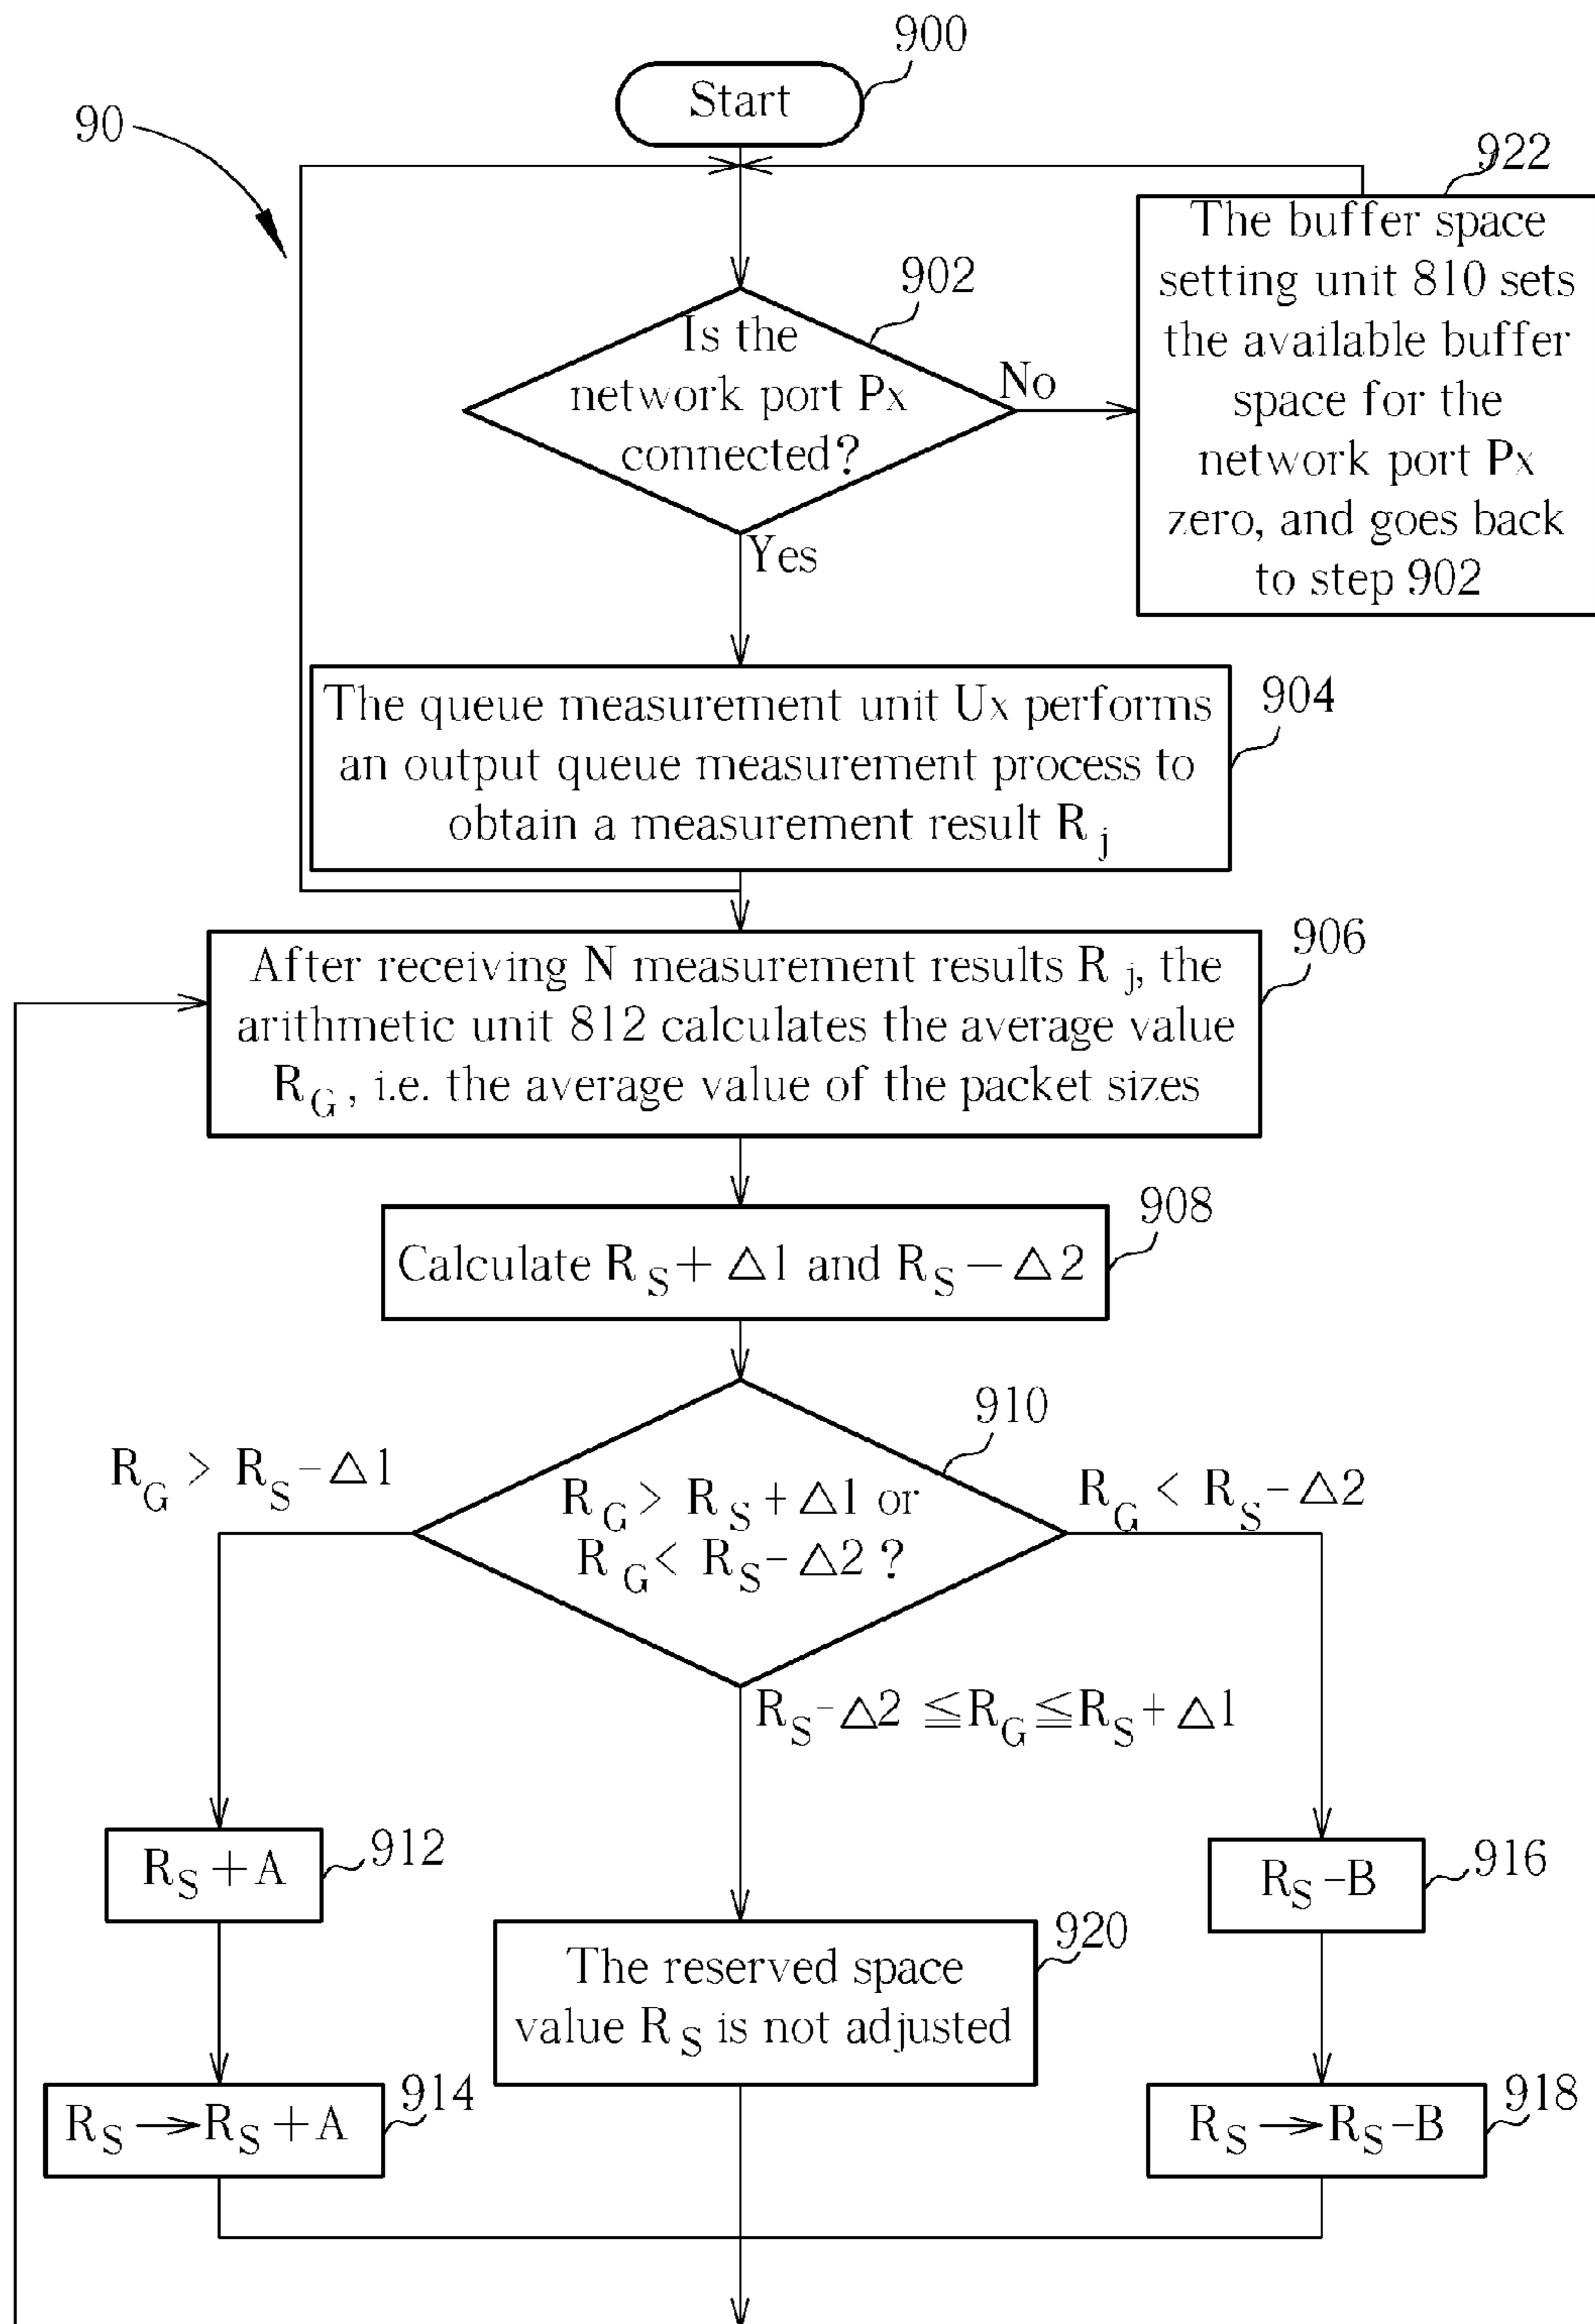 900
Start
90
922
The buffer space
setting unit 810 sets
the available buffer
space for the
network port Px
zero, and goes back
to step 902
902
Is the
network port Px
connected?
No
Yes
904
The queue measurement unit Ux performs
an output queue measurement process to
obtain a measurement result R j
906
After receiving N measurement results R j, the
arithmetic unit 812 calculates the average value
RG, i.e. the average value of the packet sizes
908
Calculate RS + △1 and RS − △2
910
RG > RS - △1
RG > RS + △1 or
RG < RS - △2 ?
RG < RS - △2
RS - △2 ≦ RG ≦ RS + △1
RS + A
912
RS - B
916
920
The reserved space
value RS is not adjusted
RS → RS + A
914
RS → RS - B
918